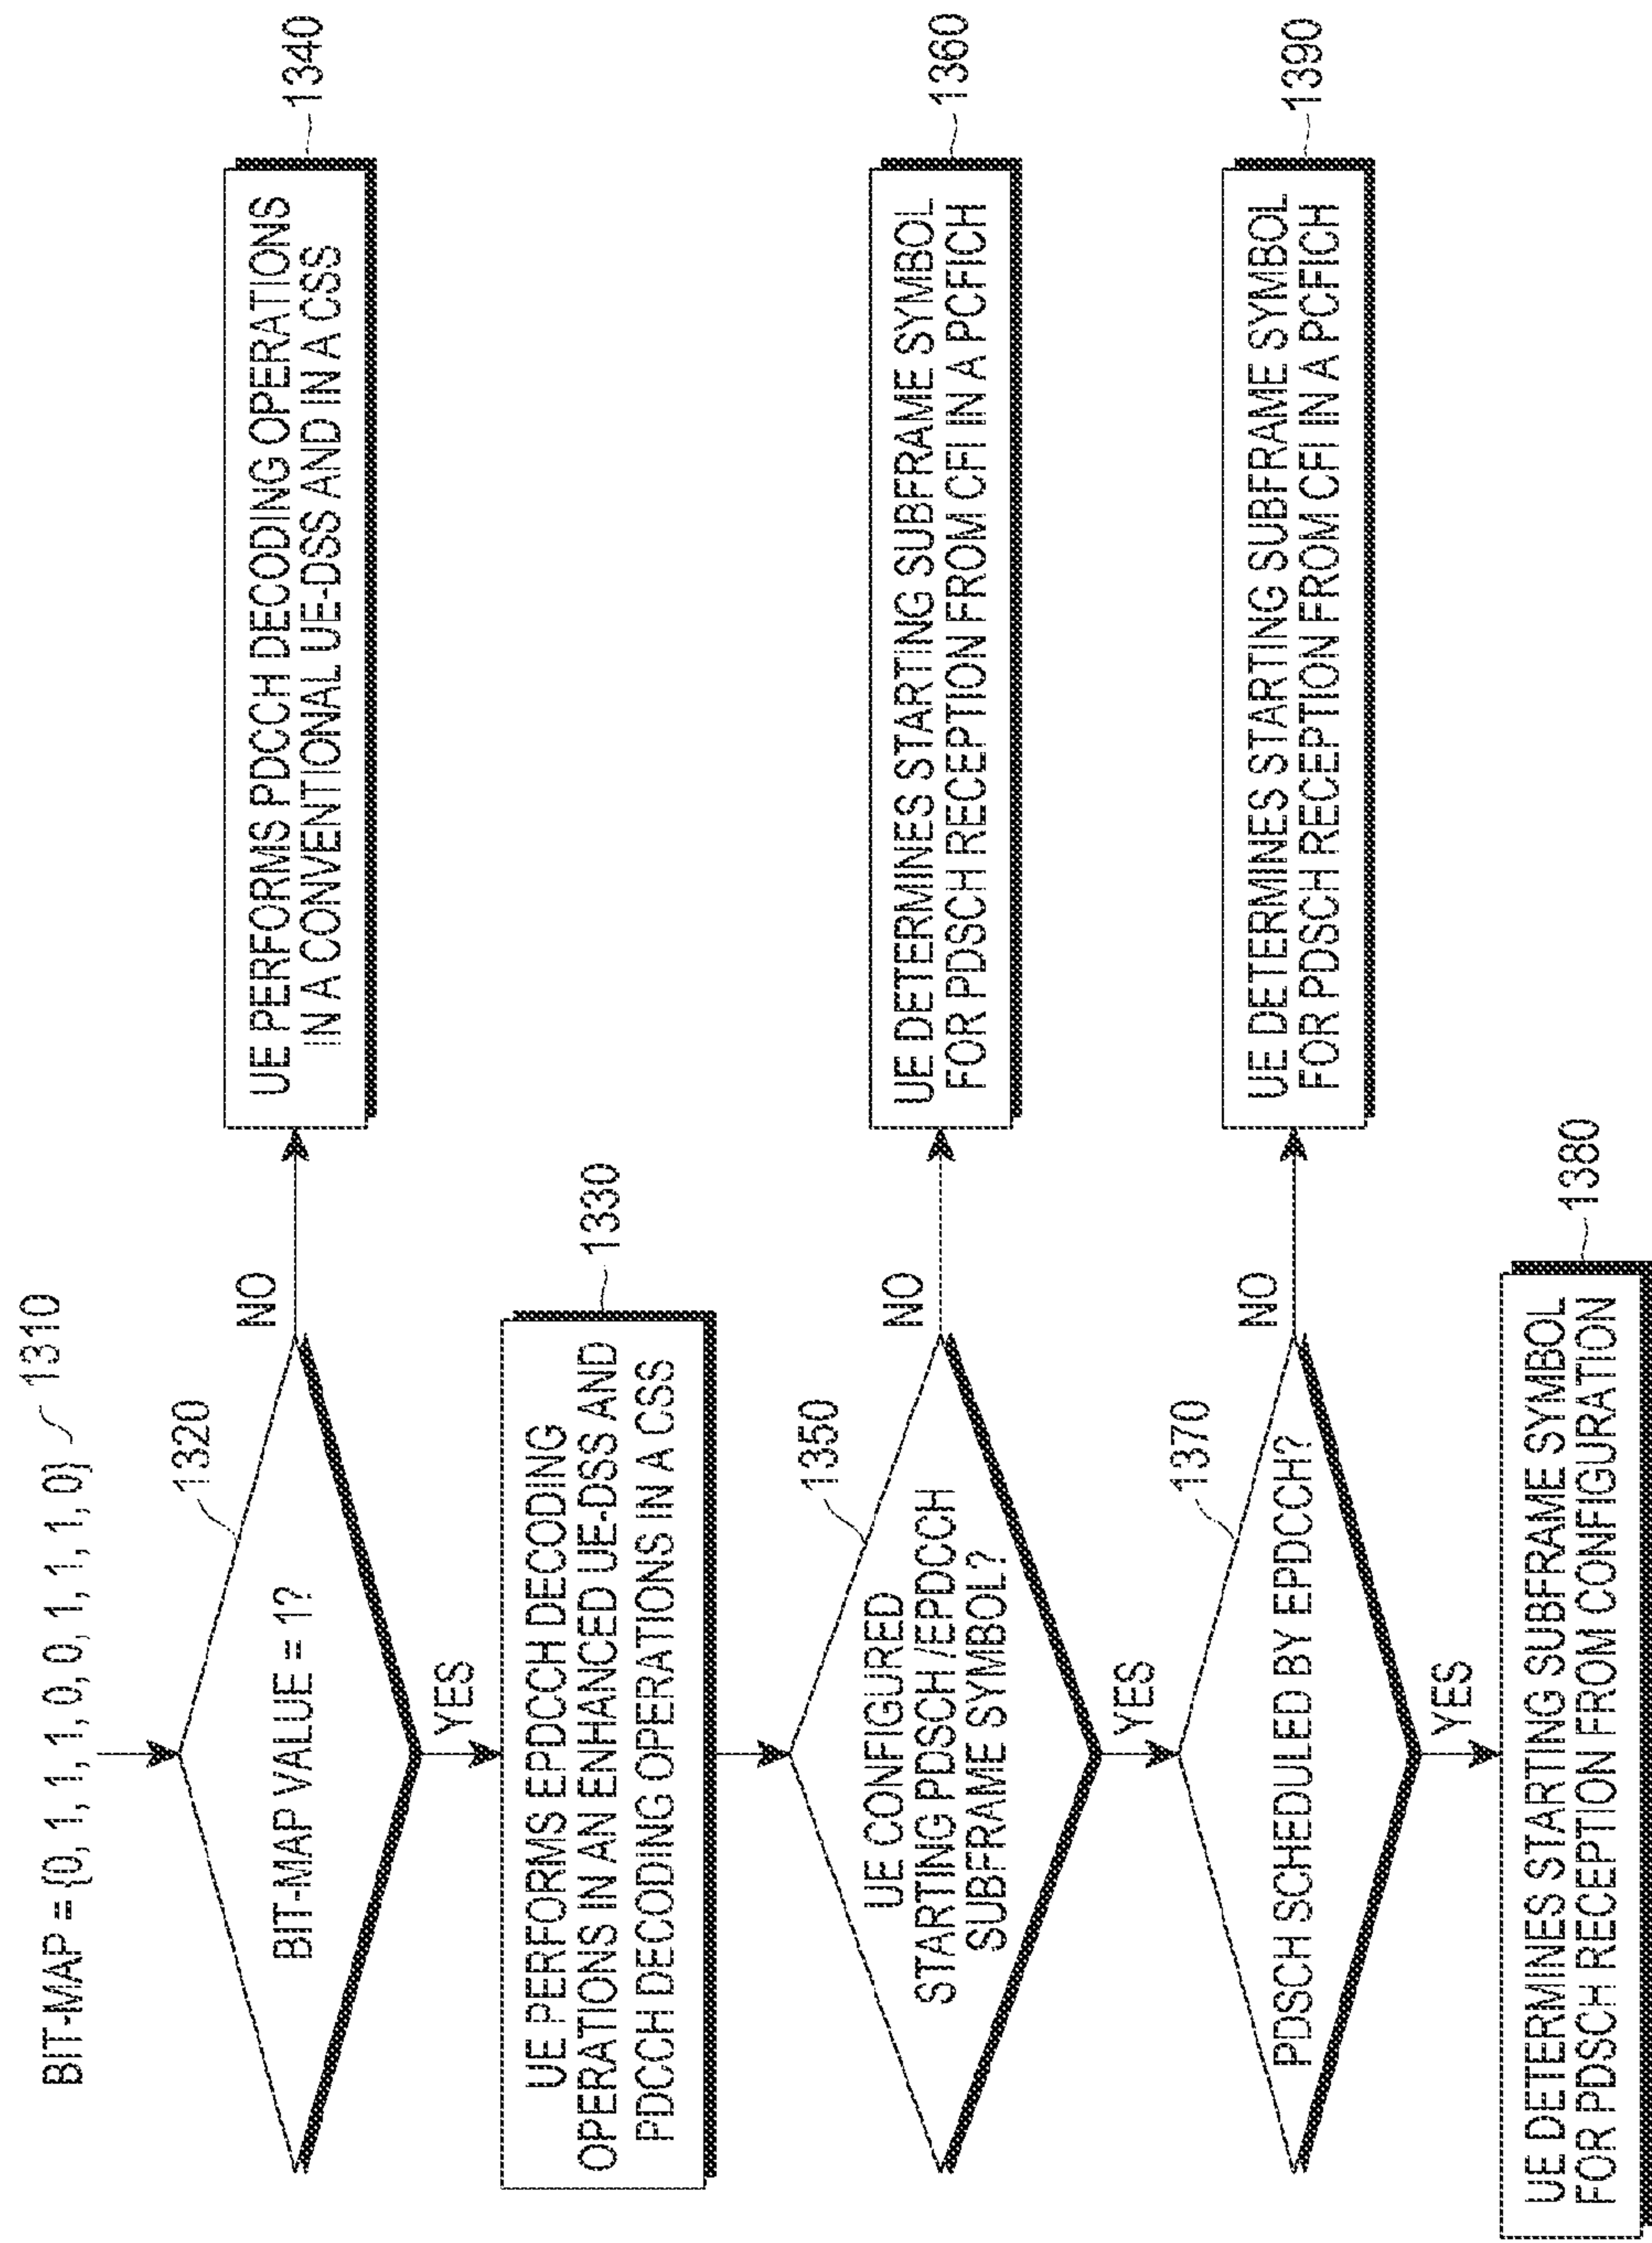 BIT-MAP = {0, 1, 1, 1, 0, 0, 1, 1, 1, 0}
1310
1320
BIT-MAP VALUE = 1?
NO
UE PERFORMS PDCCH DECODING OPERATIONS
IN A CONVENTIONAL UE-DSS AND IN A CSS
1340
YES
UE PERFORMS EPDCCH DECODING
OPERATIONS IN AN ENHANCED UE-DSS AND
PDCCH DECODING OPERATIONS IN A CSS
1330
1350
UE CONFIGURED
STARTING PDSCH/EPDCCH
SUBFRAME SYMBOL?
NO
UE DETERMINES STARTING SUBFRAME SYMBOL
FOR PDSCH RECEPTION FROM CFI IN A PCFICH
1360
YES
1370
PDSCH SCHEDULED BY EPDCCH?
NO
UE DETERMINES STARTING SUBFRAME SYMBOL
FOR PDSCH RECEPTION FROM CFI IN A PCFICH
1390
YES
UE DETERMINES STARTING SUBFRAME SYMBOL
FOR PDSCH RECEPTION FROM CONFIGURATION
1380